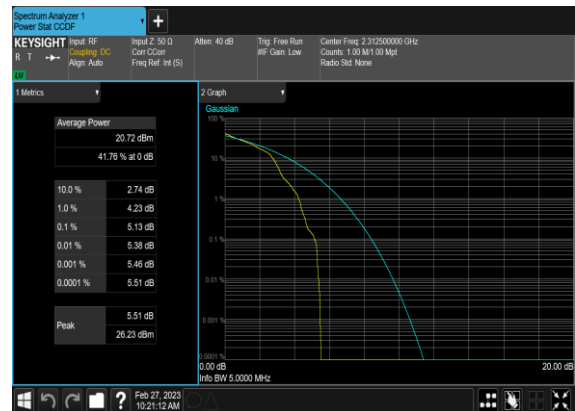 Spectrum Analyzer 1
Power Stat CCDF
+
KEYSIGHT
R T
LXI
Input: RF
Coupling: DC
Align: Auto
Input Z: 50 Ω
Corr CCorr
Freq Ref: Int (S)
Atten: 40 dB
Trig: Free Run
#IF Gain: Low
Center Freq: 2.312500000 GHz
Counts: 1.00 M/1.00 Mpt
Radio Std: None
1 Metrics
Average Power
20.72 dBm
41.76 % at 0 dB
10.0 % 2.74 dB
1.0 % 4.23 dB
0.1 % 5.13 dB
0.01 % 5.38 dB
0.001 % 5.46 dB
0.0001 % 5.51 dB
Peak
5.51 dB
26.23 dBm
2 Graph
Gaussian
100 %
10 %
1 %
0.1 %
0.01 %
0.001 %
0.0001 %
0.00 dB 20.00 dB
Info BW 5.0000 MHz
?
Feb 27, 2023
10:21:12 AM